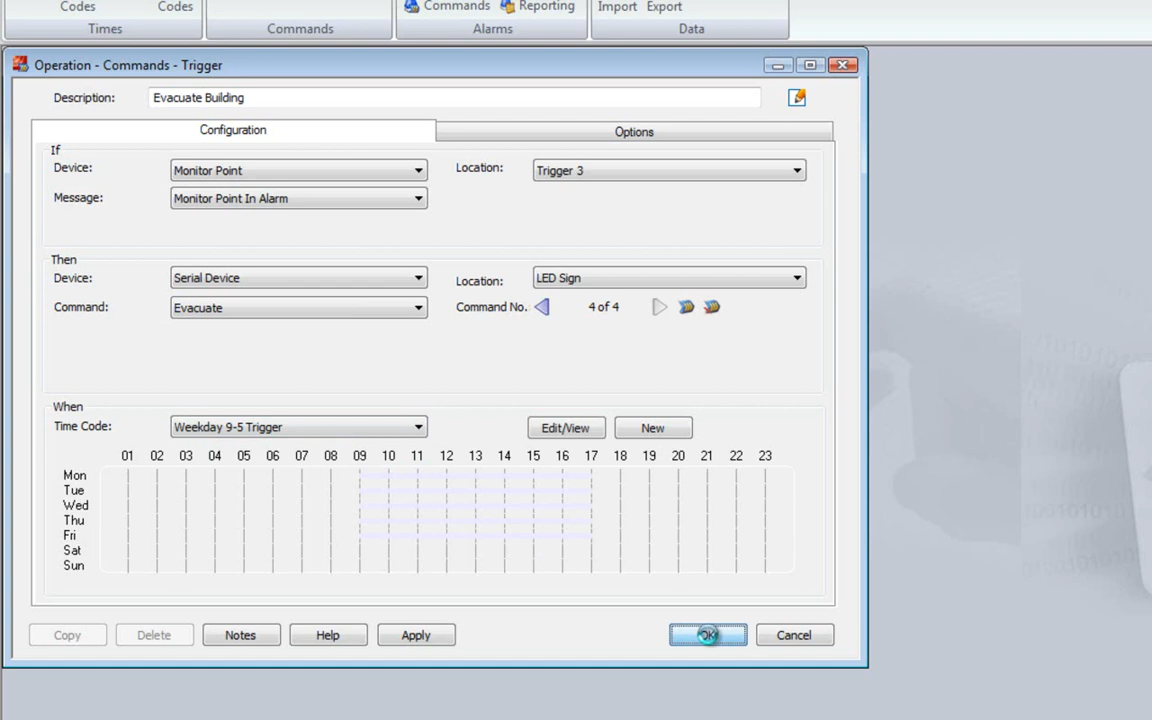 Codes Codes Commands Reporting Import Export
Times Commands Alarms Data
Operation - Commands - Trigger
Description: Evacuate Building
Configuration Options
If
Device: Monitor Point Location: Trigger 3
Message: Monitor Point In Alarm
Then
Device: Serial Device Location: LED Sign
Command: Evacuate Command No.: 4 of 4
When
Time Code: Weekday 9-5 Trigger Edit/View New
01 02 03 04 05 06 07 08 09 10 11 12 13 14 15 16 17 18 19 20 21 22 23
Mon
Tue
Wed
Thu
Fri
Sat
Sun
Copy Delete Notes Help Apply OK Cancel